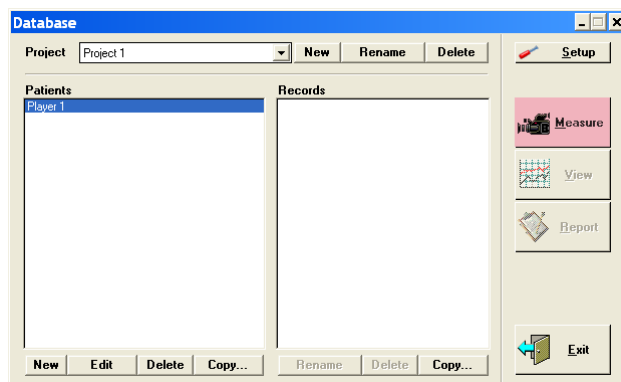 Database
Project Project 1 New Rename Delete Setup
Patients Records
Player 1
Measure
View
Report
New Edit Delete Copy... Rename Delete Copy... Exit